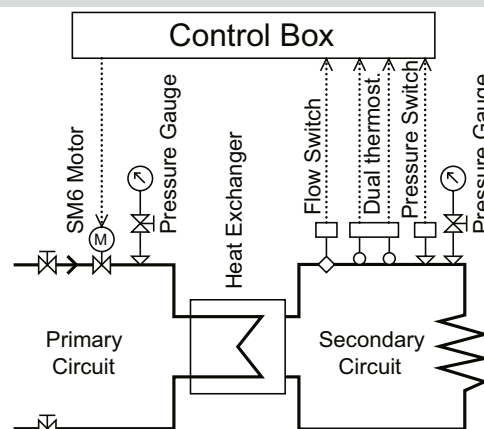 Control Box
SM6 Motor
Pressure Gauge
Heat Exchanger
Flow Switch
Dual thermost.
Pressure Switch
Pressure Gauge
M
Primary
Circuit
Secondary
Circuit